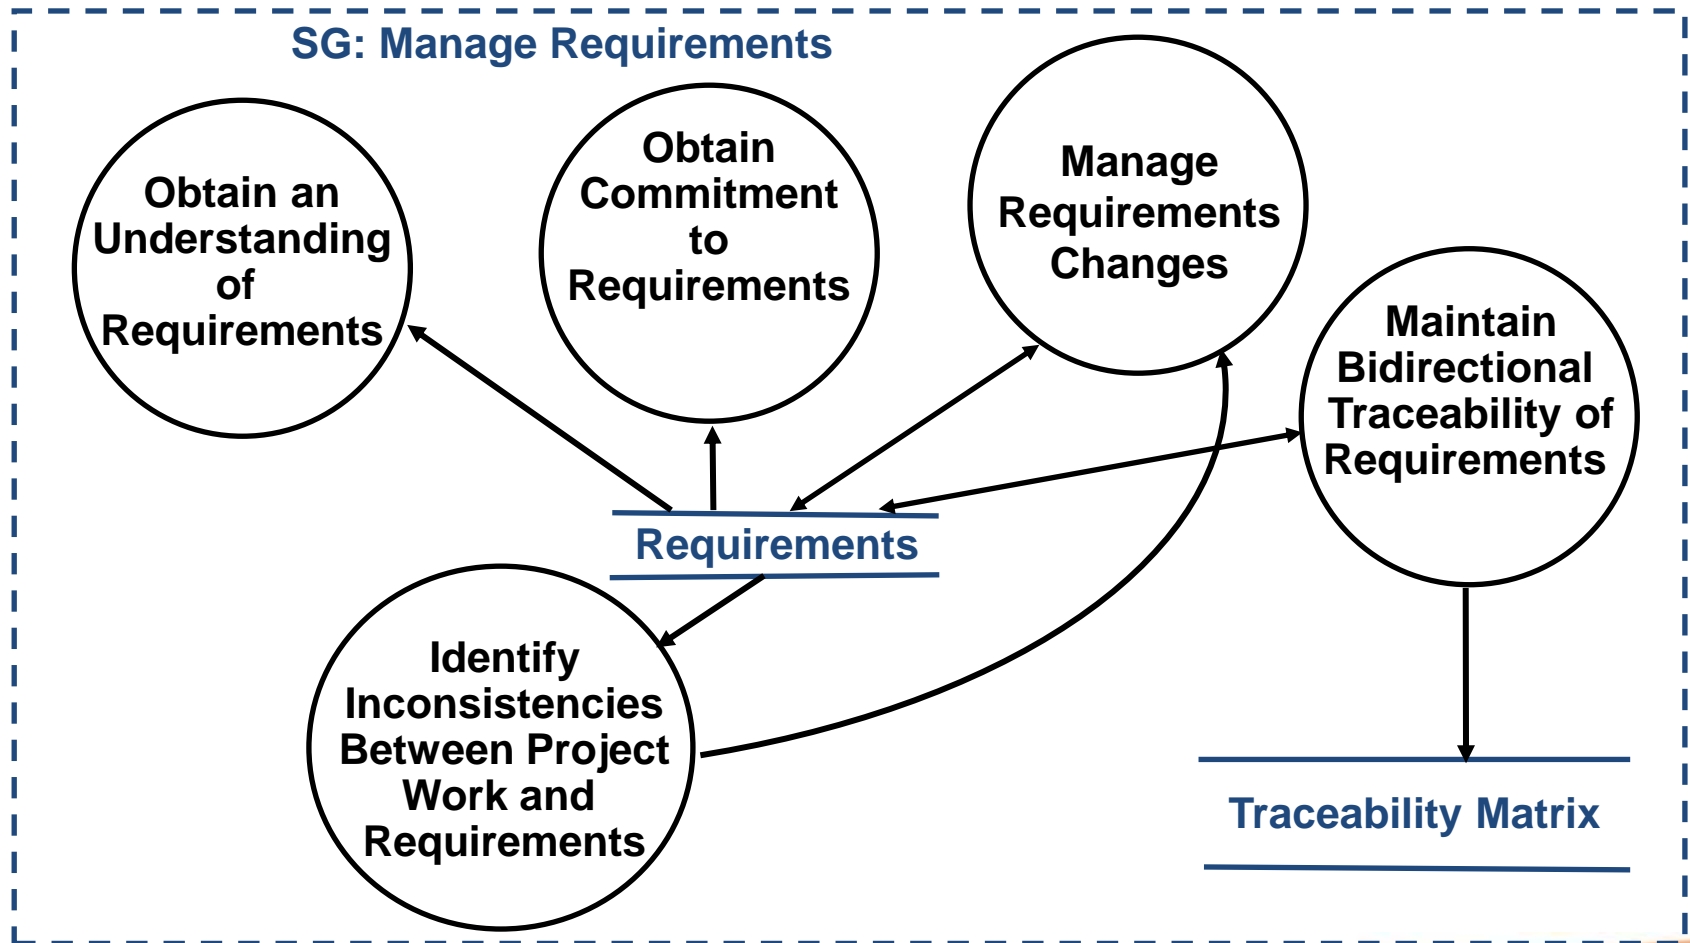 SG: Manage Requirements
Obtain an
Understanding
of
Requirements
Obtain
Commitment
to
Requirements
Manage
Requirements
Changes
Maintain
Bidirectional
Traceability of
Requirements
Requirements
Identify
Inconsistencies
Between Project
Work and
Requirements
Traceability Matrix